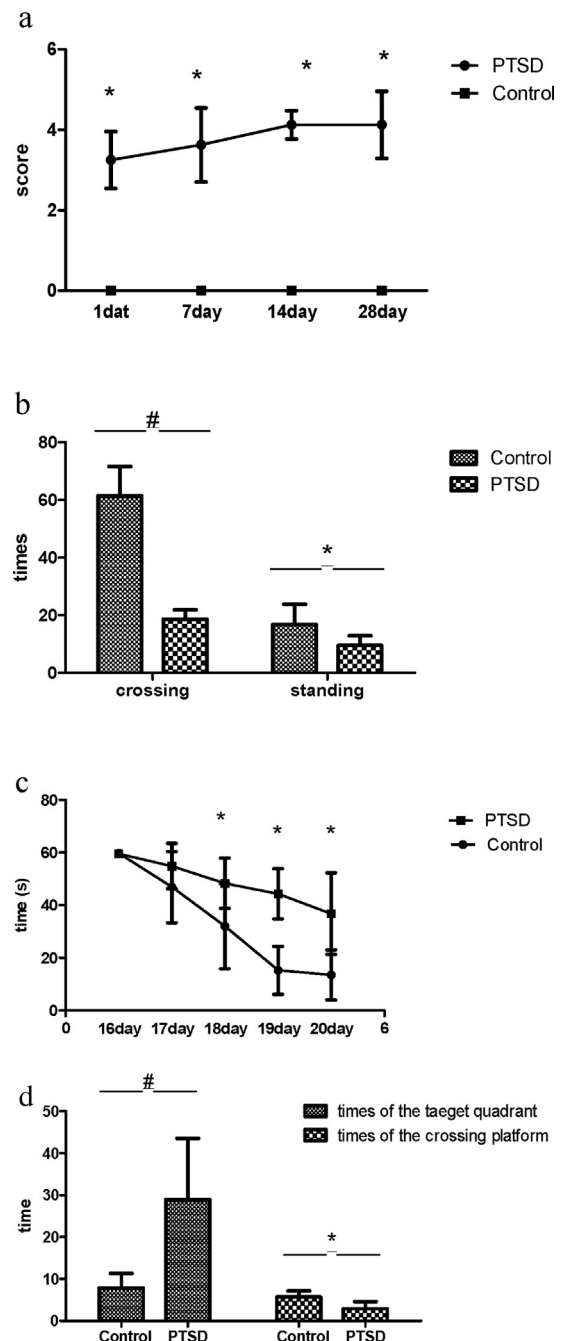 a
6
4
2
0
score
* * * *
PTSD
Control
1dat 7day 14day 28day
b
80
60
40
20
0
times
#
*
Control
PTSD
crossing standing
c
80
60
40
20
0
time (s)
* * *
PTSD
Control
0 16day 17day 18day 19day 20day 6
d
50
40
30
20
10
0
time
#
*
times of the taeget quadrant
times of the crossing platform
Control PTSD Control PTSD